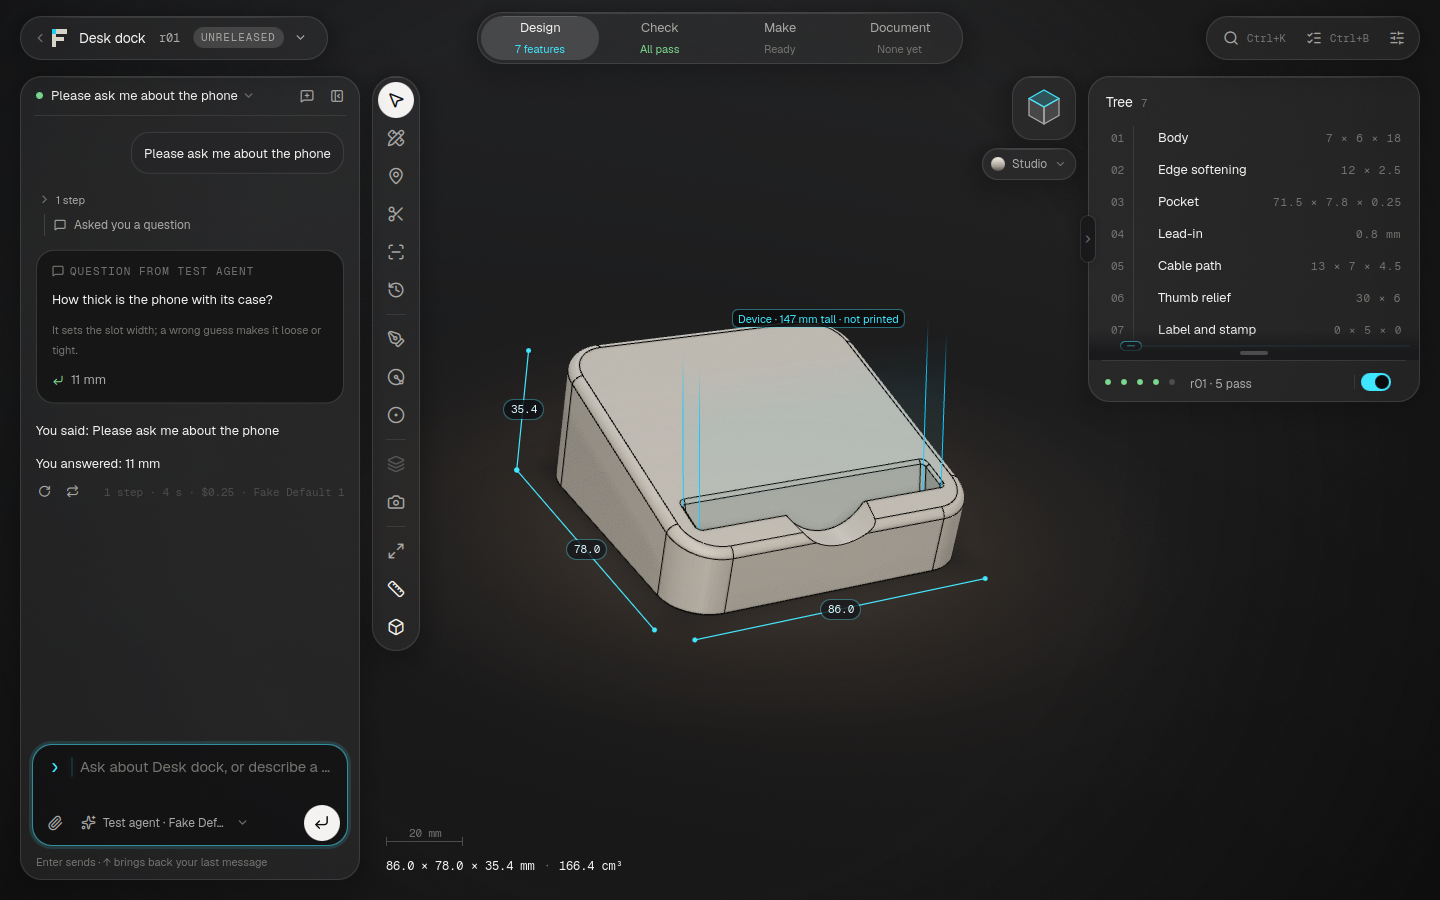 Desk dock r01 UNRELEASED
Design
7 features
Check
All pass
Make
Ready
Document
None yet
Ctrl+K
Ctrl+B
Please ask me about the phone
Please ask me about the phone
1 step
Asked you a question
QUESTION FROM TEST AGENT
How thick is the phone with its case?
It sets the slot width; a wrong guess makes it loose or
tight.
11 mm
You said: Please ask me about the phone
You answered: 11 mm
1 step · 4 s · $0.25 · Fake Default 1
Ask about Desk dock, or describe a ...
Test agent · Fake Def...
Enter sends · ↑ brings back your last message
Device · 147 mm tall · not printed
35.4
78.0
86.0
20 mm
86.0 × 78.0 × 35.4 mm · 166.4 cm³
Studio
Tree 7
01 Body 7 × 6 × 18
02 Edge softening 12 × 2.5
03 Pocket 71.5 × 7.8 × 0.25
04 Lead-in 0.8 mm
05 Cable path 13 × 7 × 4.5
06 Thumb relief 30 × 6
07 Label and stamp 0 × 5 × 0
r01 · 5 pass